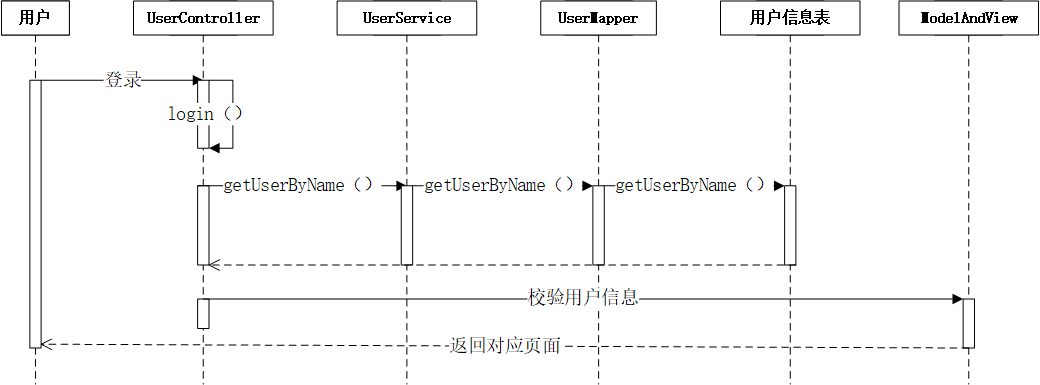 用户
UserController
UserService
UserMapper
用户信息表
ModelAndView
登录
login（）
getUserByName（）
getUserByName（）
getUserByName（）
校验用户信息
返回对应页面